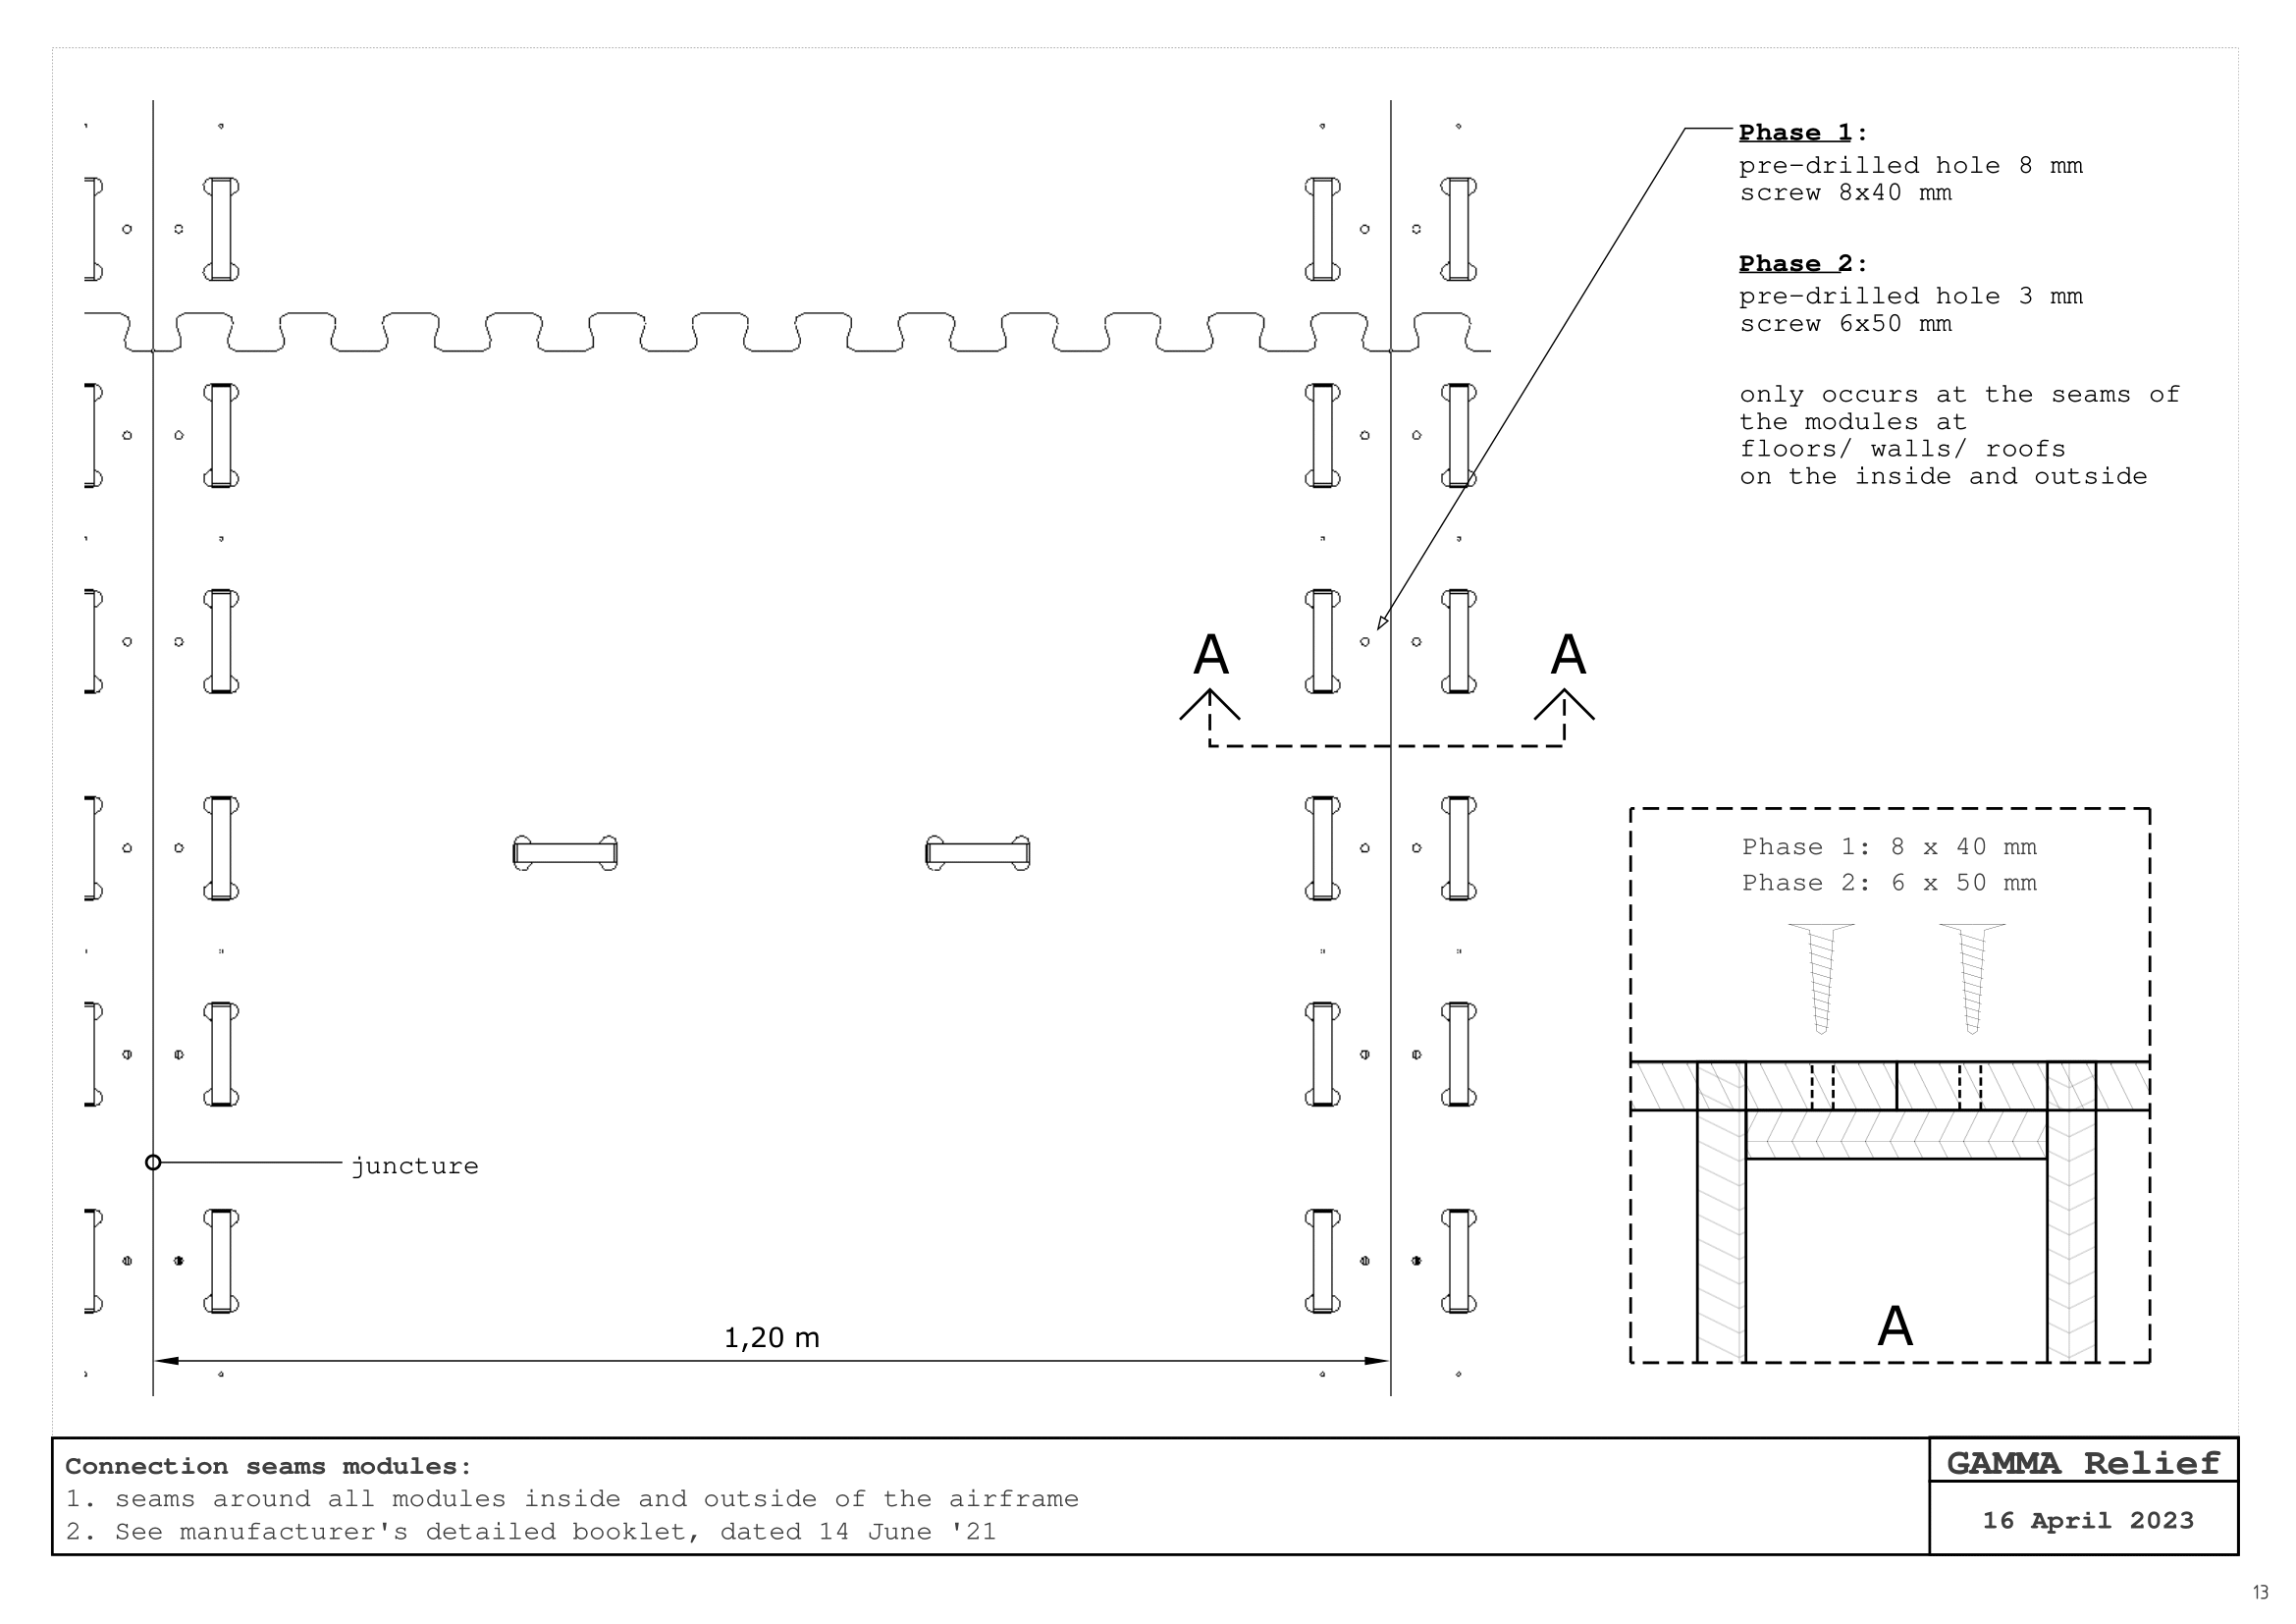 Phase 1:
pre-drilled hole 8 mm
screw 8x40 mm
Phase 2:
pre-drilled hole 3 mm
screw 6x50 mm
only occurs at the seams of
the modules at
floors/ walls/ roofs
on the inside and outside
A A
Phase 1: 8 x 40 mm
Phase 2: 6 x 50 mm
juncture
A
1,20 m
Connection seams modules:
1. seams around all modules inside and outside of the airframe
2. See manufacturer's detailed booklet, dated 14 June '21
GAMMA Relief
16 April 2023
13